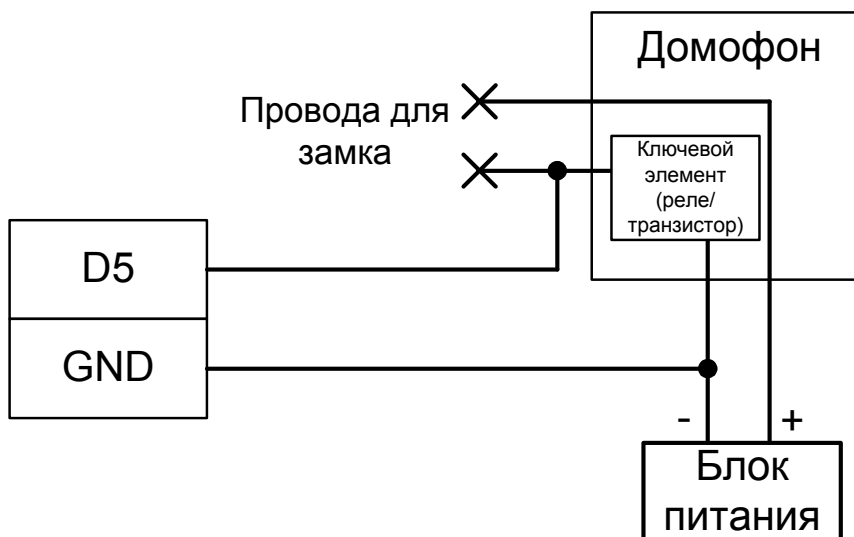 Домофон
Провода для
замка
Ключевой
элемент
(реле/
транзистор)
D5
GND
- +
Блок
питания